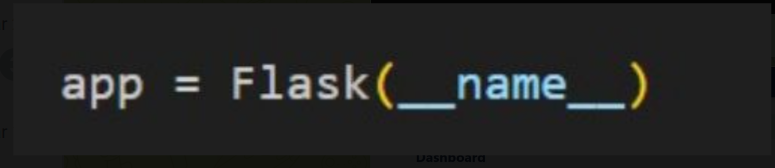 app = Flask(__name__)
Dashboard